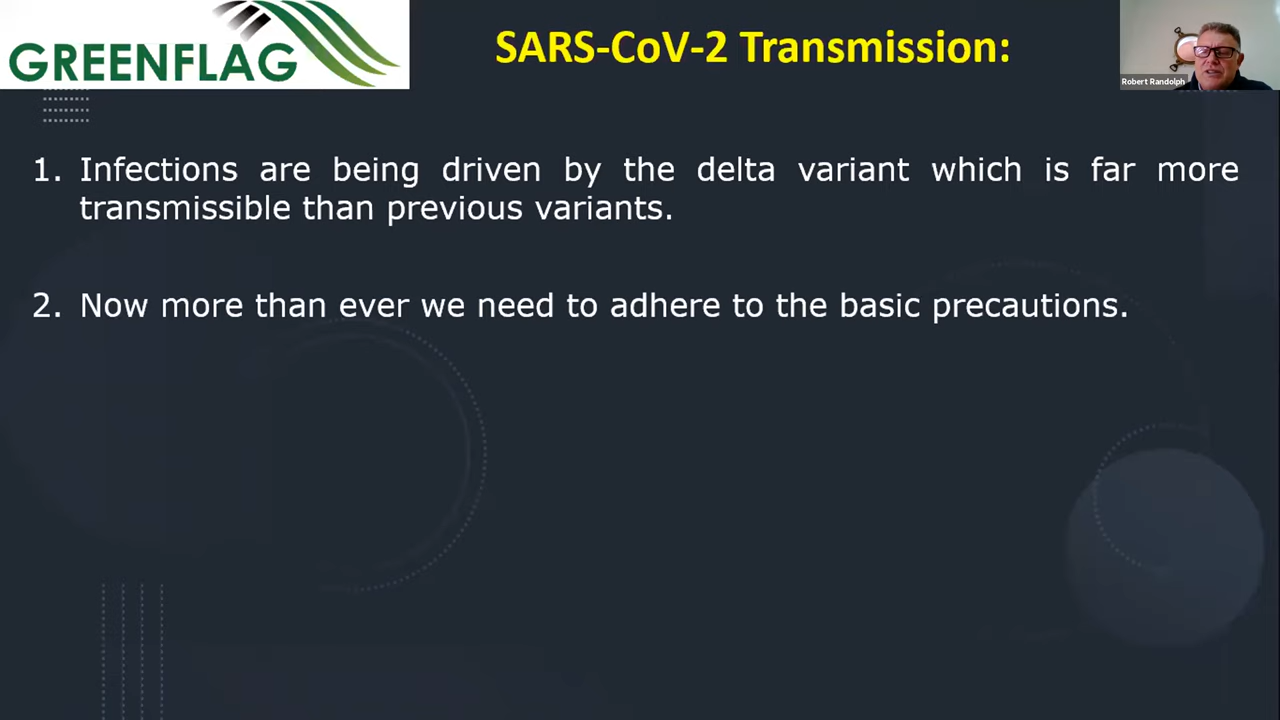 GREENFLAG
SARS-CoV-2 Transmission:
Robert Randolph
1. Infections are being driven by the delta variant which is far more
transmissible than previous variants.
2. Now more than ever we need to adhere to the basic precautions.